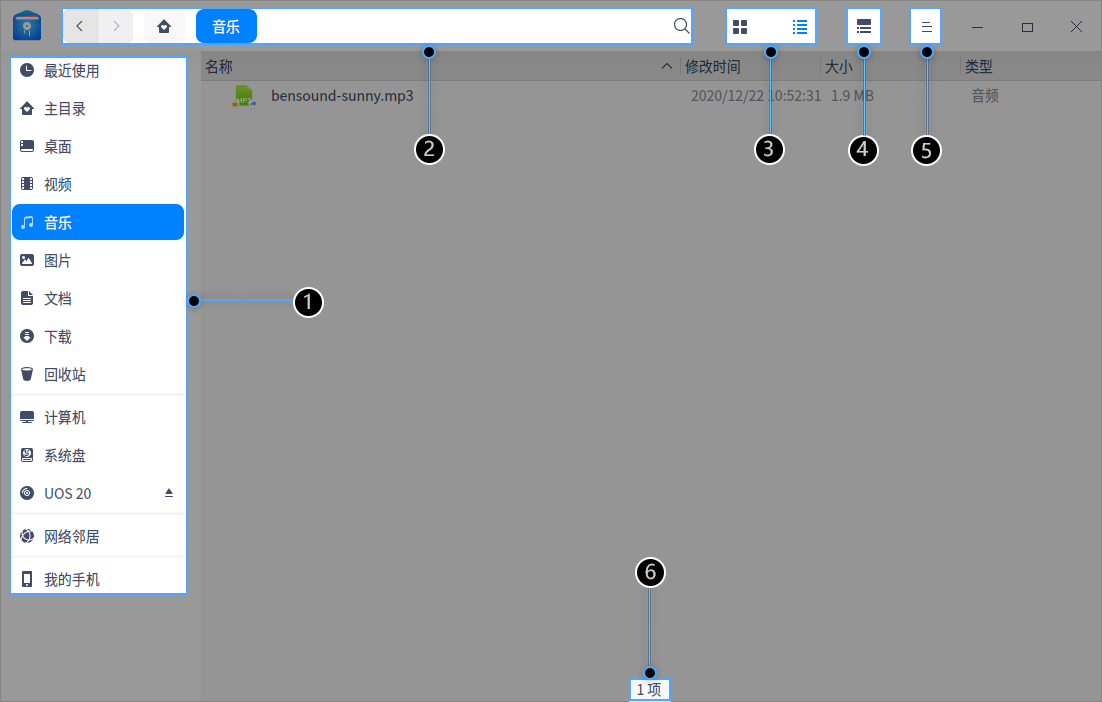 音乐
名称 修改时间 大小 类型
bensound-sunny.mp3 2020/12/22 10:52:31 1.9 MB 音频
最近使用
主目录
桌面
视频
音乐
图片
文档
下载
回收站
计算机
系统盘
UOS 20
网络邻居
我的手机
1
2
3
4
5
6
MP3
1 项